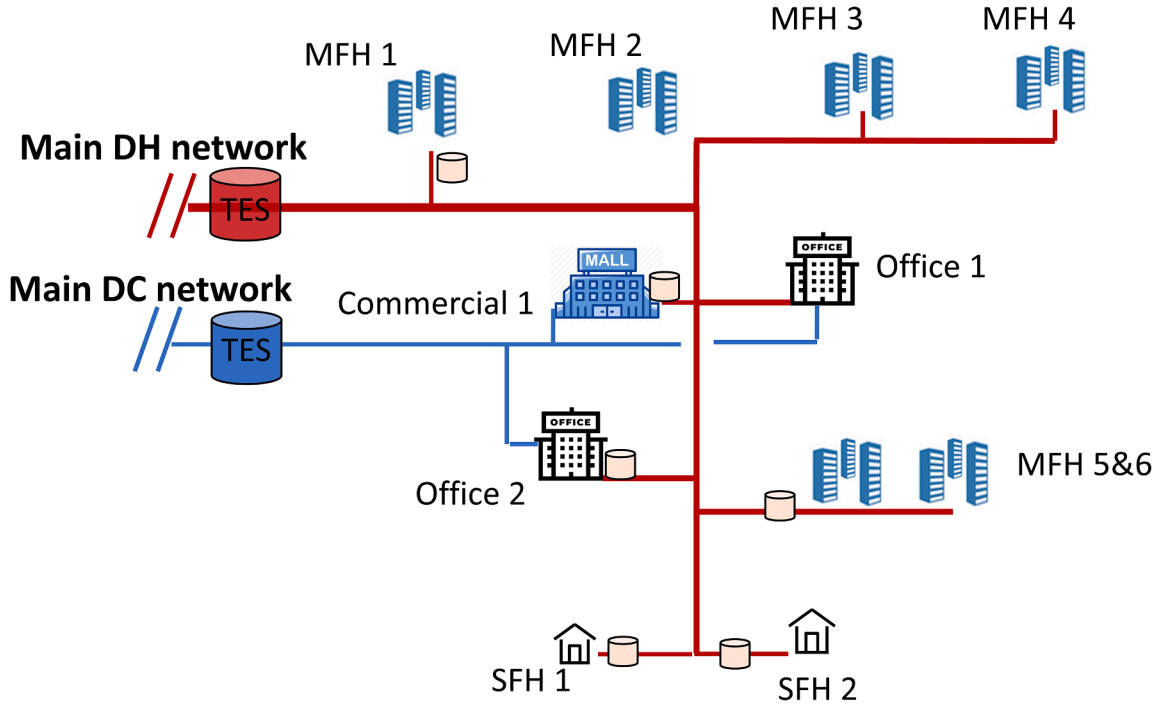 MFH 1
MFH 2
MFH 3
MFH 4
Main DH network
TES
OFFICE
Office 1
MALL
Main DC network
Commercial 1
TES
OFFICE
Office 2
MFH 5&6
SFH 1
SFH 2